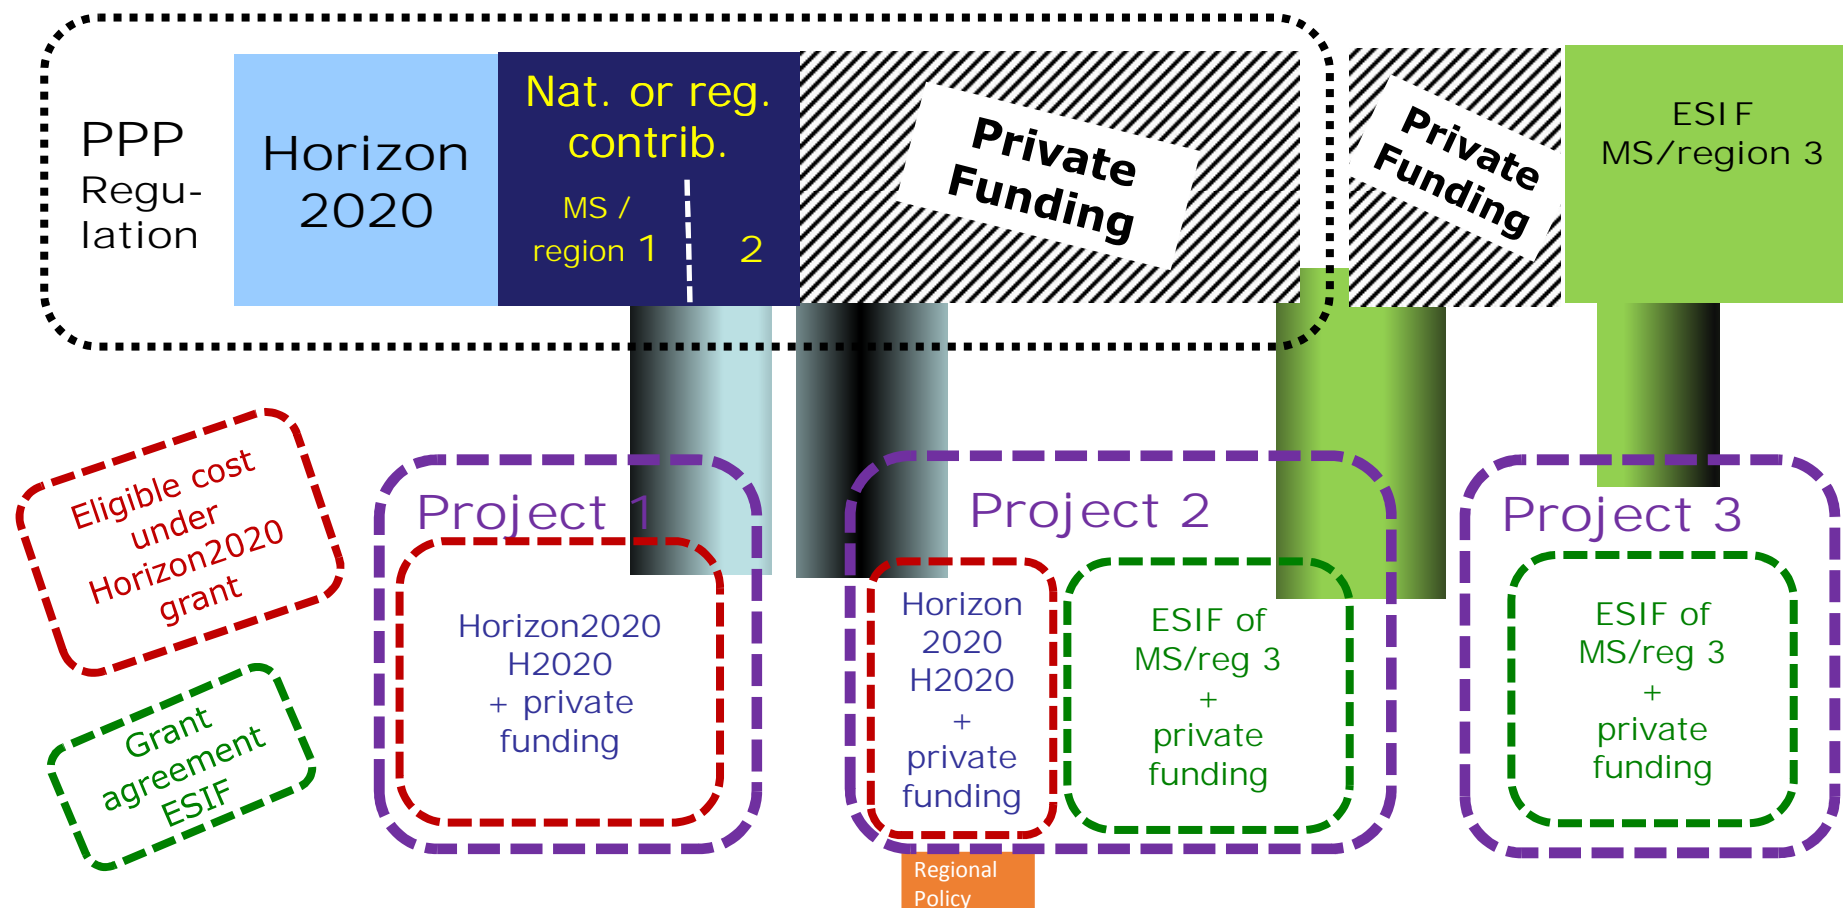 PPP
Regu-
lation
Horizon
2020
Nat. or reg.
contrib.
MS /
region 1
2
Private
Funding
Private
Funding
ESIF
MS/region 3
Eligible cost
under
Horizon2020
grant
Grant
agreement
ESIF
Project 1
Horizon2020
H2020
+ private
funding
Project 2
Horizon
2020
H2020
+
private
funding
ESIF of
MS/reg 3
+
private
funding
Project 3
ESIF of
MS/reg 3
+
private
funding
Regional
Policy